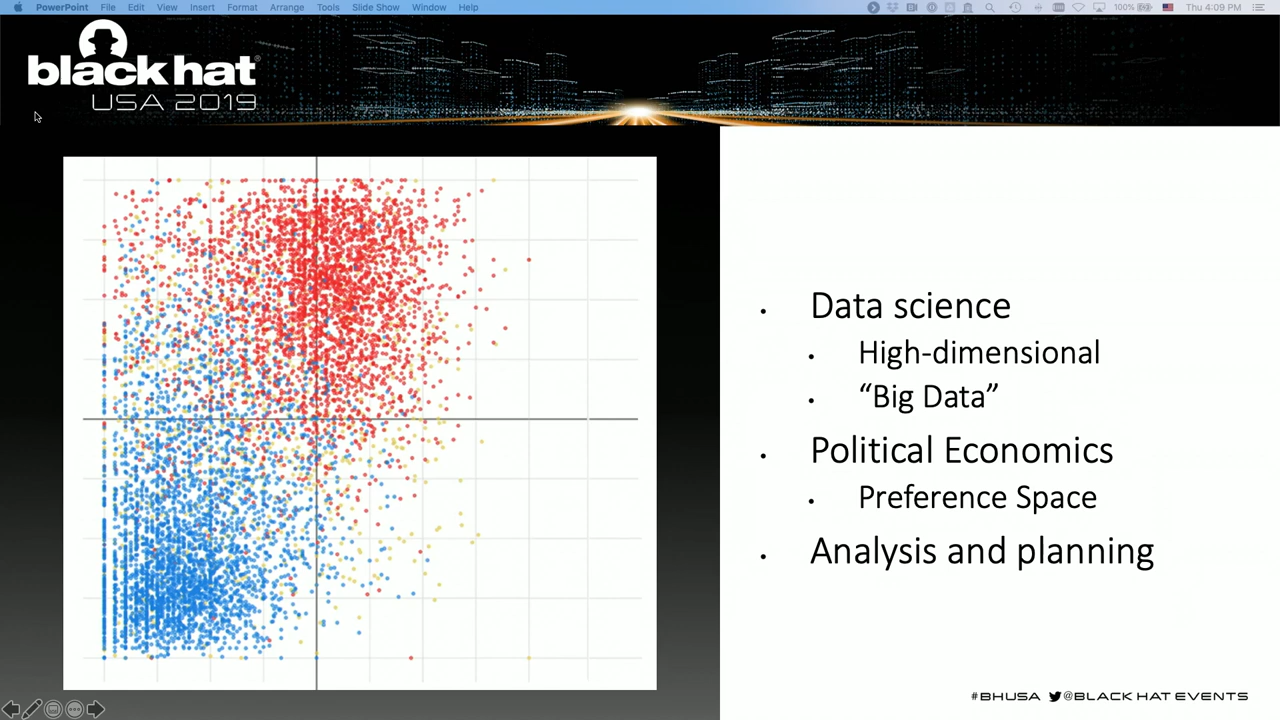 PowerPoint File Edit View Insert Format Arrange Tools Slide Show Window Help 100% Thu 4:09 PM
black hat®
USA 2019
• Data science
• High-dimensional
• “Big Data”
• Political Economics
• Preference Space
• Analysis and planning
#BHUSA @BLACK HAT EVENTS